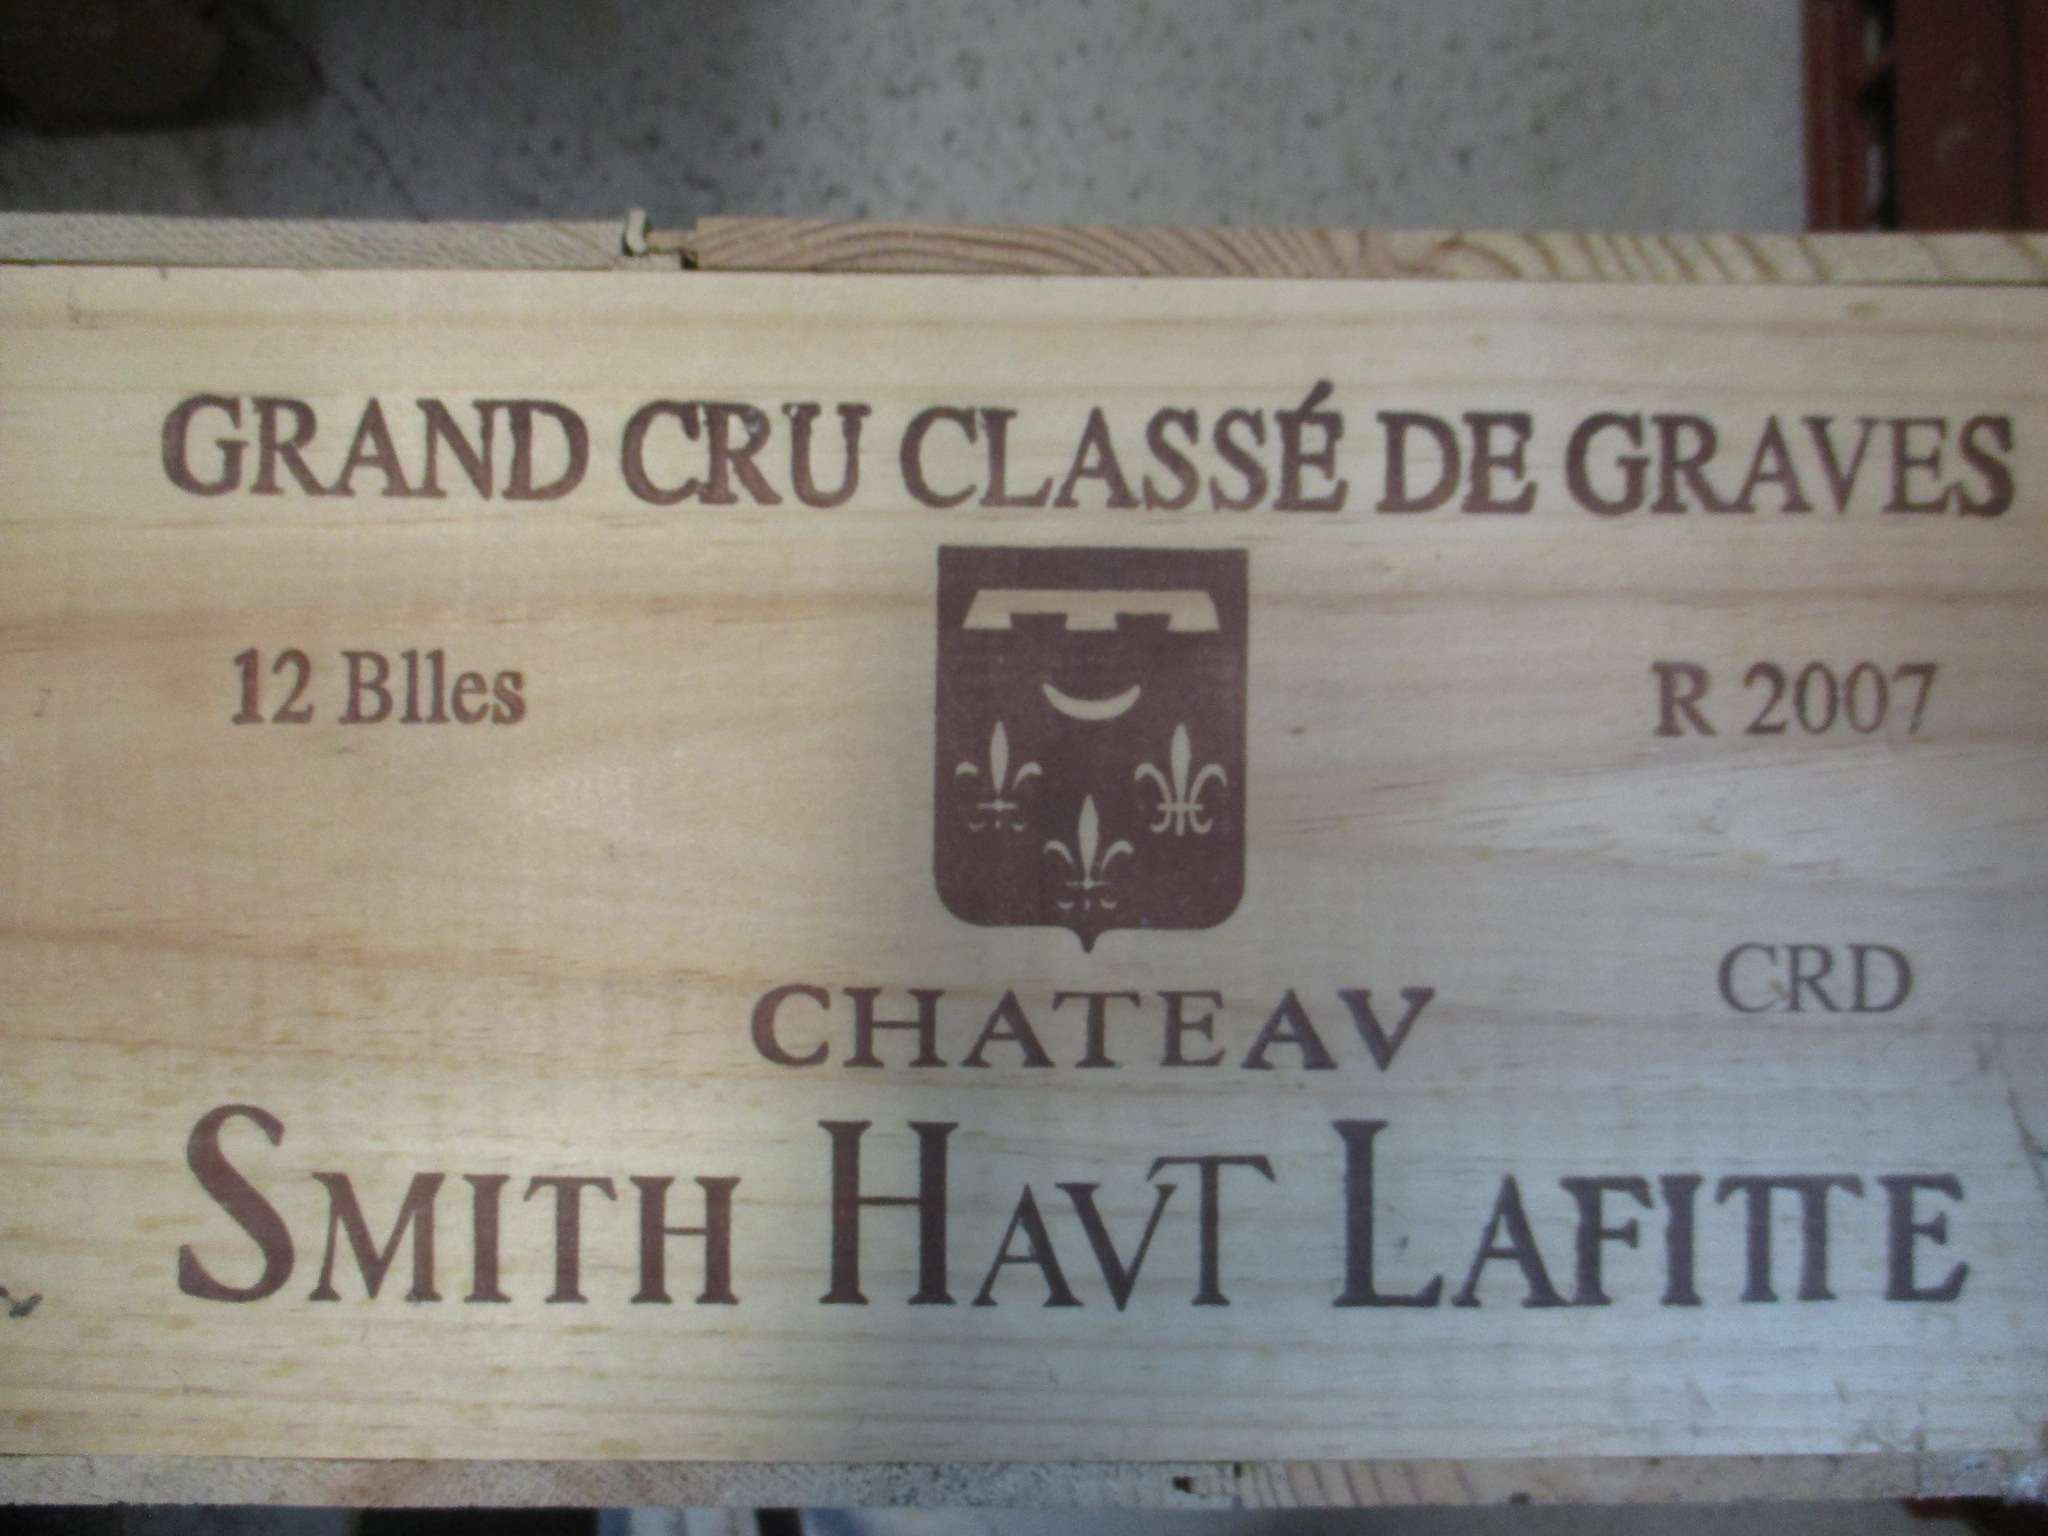 GRAND CRU CLASSÉ DE GRAVES
12 Blles
R 2007
CRD
CHATEAV
SMITH HAVT LAFITTE